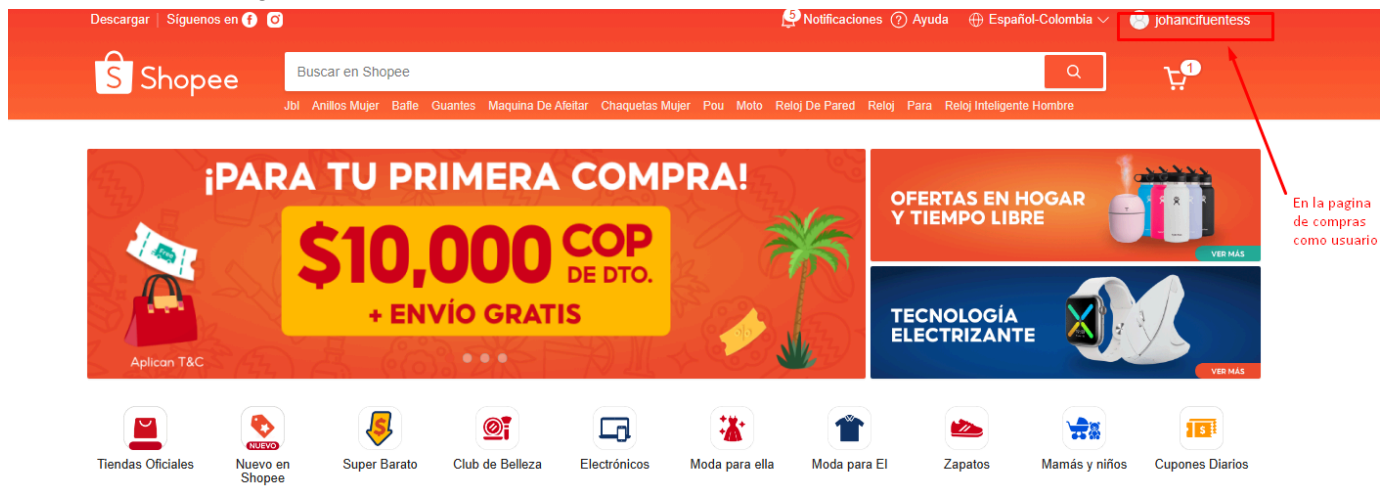 Descargar | Síguenos en
5 Notificaciones ? Ayuda Español-Colombia johancifuentess
S Shopee
Buscar en Shopee
1
Jbl Anillos Mujer Bafle Guantes Maquina De Afeitar Chaquetas Mujer Pou Moto Reloj De Pared Reloj Para Reloj Inteligente Hombre
¡PARA TU PRIMERA COMPRA!
$10,000 COP
DE DTO.
+ ENVÍO GRATIS
Aplican T&C
OFERTAS EN HOGAR
Y TIEMPO LIBRE
VER MÁS
TECNOLOGÍA
ELECTRIZANTE
VER MÁS
En la pagina
de compras
como usuario
Tiendas Oficiales
NUEVO
Nuevo en
Shopee
Super Barato
Club de Belleza
Electrónicos
Moda para ella
Moda para El
Zapatos
Mamás y niños
Cupones Diarios